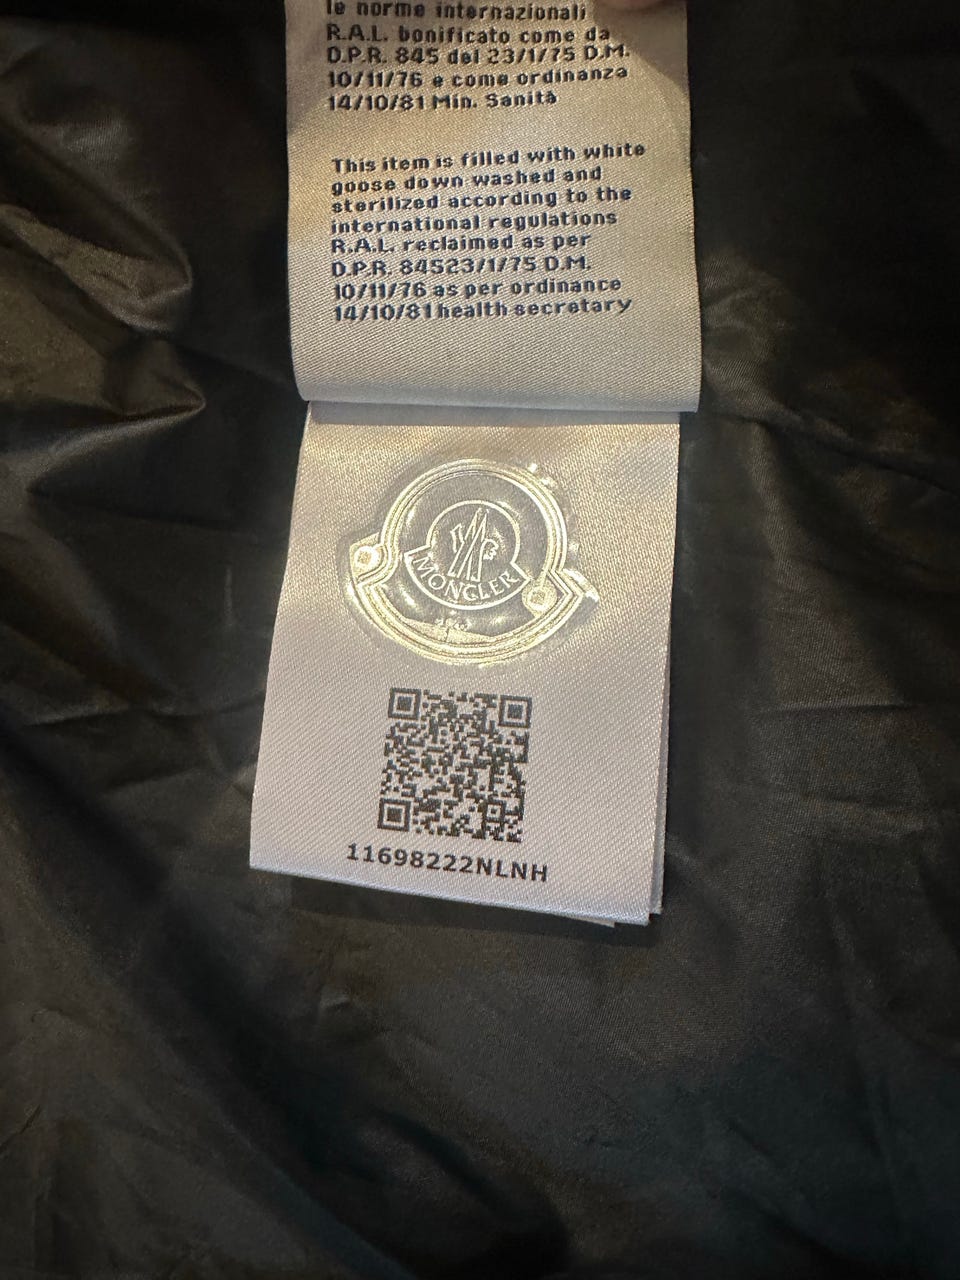 le norme internazionali
R.A.L. bonificato come da
D.P.R. 845 del 23/1/75 D.M.
10/11/76 e come ordinanza
14/10/81 Min. Sanità
This item is filled with white
goose down washed and
sterilized according to the
international regulations
R.A.L. reclaimed as per
D.P.R. 84523/1/75 D.M.
10/11/76 as per ordinance
14/10/81 health secretary
MONCLER
11698222NLNH